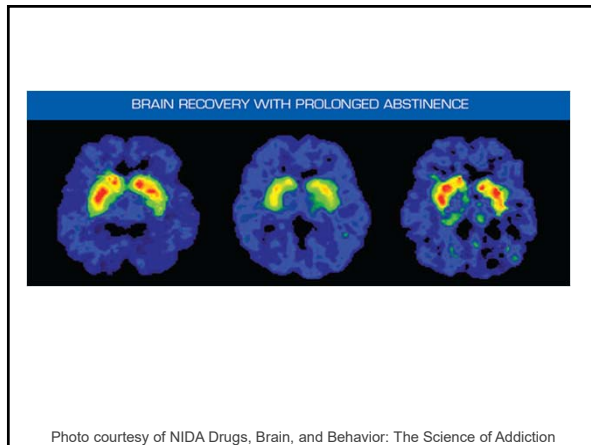 BRAIN RECOVERY WITH PROLONGED ABSTINENCE
Photo courtesy of NIDA Drugs, Brain, and Behavior: The Science of Addiction